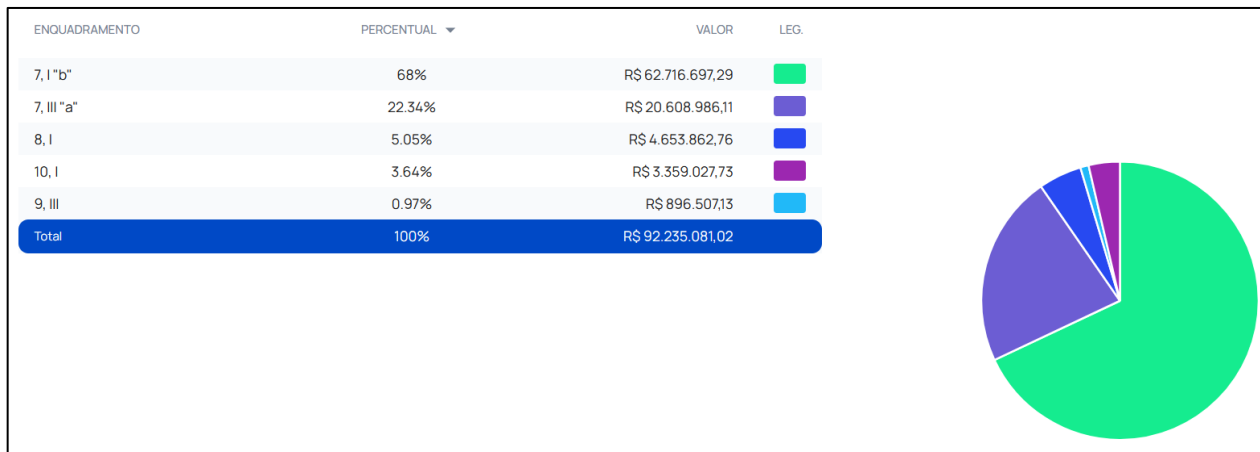 ENQUADRAMENTO PERCENTUAL VALOR LEG.
7, I "b" 68% R$ 62.716.697,29
7, III "a" 22.34% R$ 20.608.986,11
8, I 5.05% R$ 4.653.862,76
10, I 3.64% R$ 3.359.027,73
9, III 0.97% R$ 896.507,13
Total 100% R$ 92.235.081,02